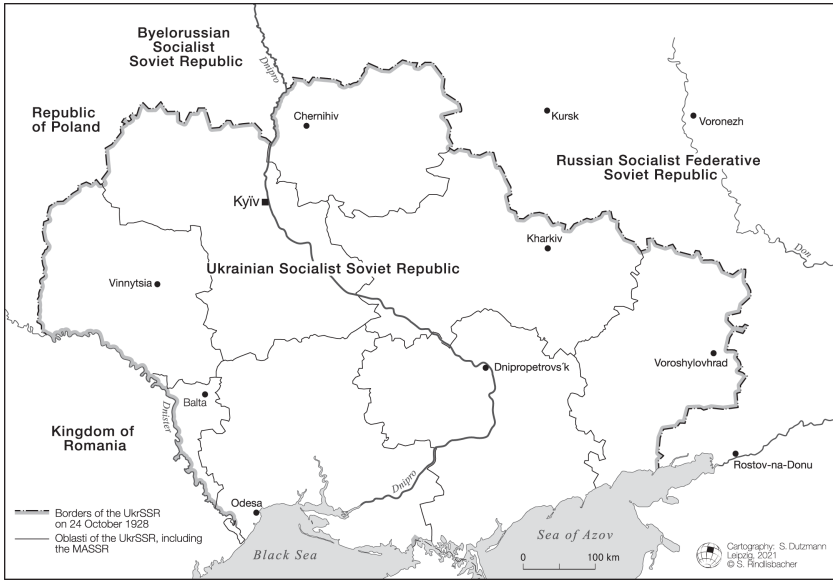 Byelorussian
Socialist
Soviet Republic
Dnipro
Republic
of Poland
Chernihiv
Kursk
Voronezh
Russian Socialist Federative
Soviet Republic
Kyïv
Don
Kharkiv
Ukrainian Socialist Soviet Republic
Vinnytsia
Voroshylovhrad
Dnipropetrovs´k
Balta
Dnister
Kingdom of
Romania
Rostov-na-Donu
Dnipro
Odesa
Borders of the UkrSSR
on 24 October 1928
Oblasti of the UkrSSR, including
the MASSR
Black Sea
Sea of Azov
0 100 km
Cartography: S. Dutzmann
Leipzig, 2021
© S. Rindlisbacher